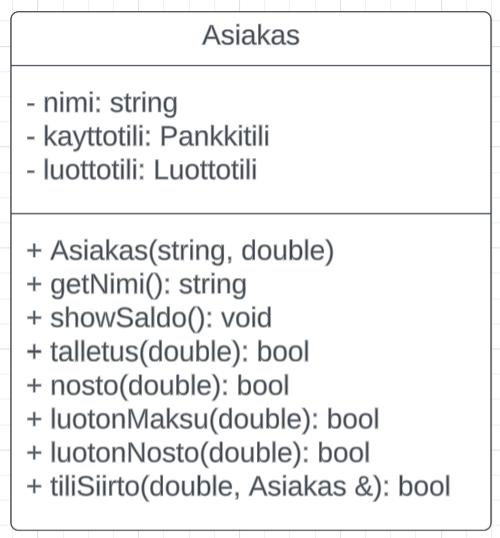 Asiakas
- nimi: string
- kayttotili: Pankkitili
- luottotili: Luottotili
+ Asiakas(string, double)
+ getNimi(): string
+ showSaldo(): void
+ talletus(double): bool
+ nosto(double): bool
+ luotonMaksu(double): bool
+ luotonNosto(double): bool
+ tiliSiirto(double, Asiakas &): bool